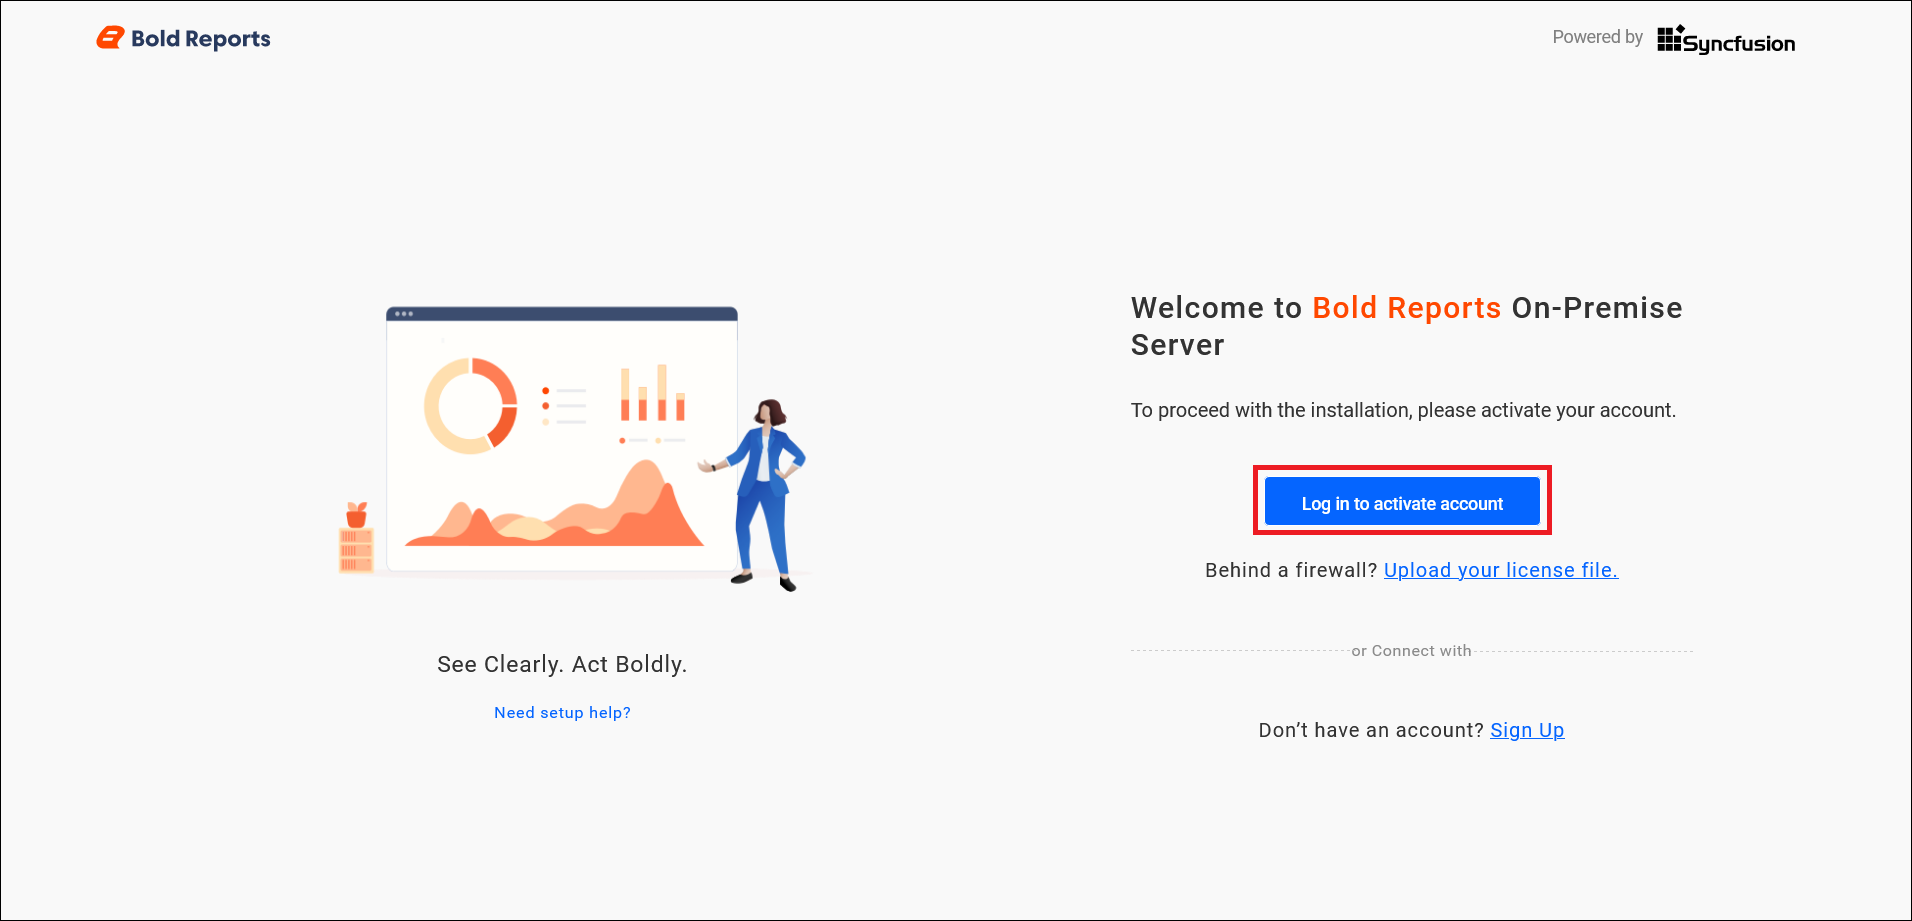 Bold Reports
Powered by Syncfusion
Welcome to Bold Reports On-Premise
Server
To proceed with the installation, please activate your account.
Log in to activate account
Behind a firewall? Upload your license file.
or Connect with
Don’t have an account? Sign Up
See Clearly. Act Boldly.
Need setup help?